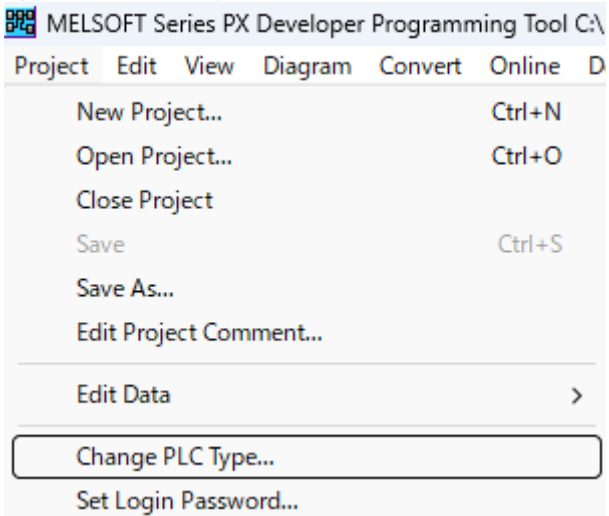 MELSOFT Series PX Developer Programming Tool C:\
Project Edit View Diagram Convert Online D
New Project... Ctrl+N
Open Project... Ctrl+O
Close Project
Save Ctrl+S
Save As...
Edit Project Comment...
Edit Data >
Change PLC Type...
Set Login Password...